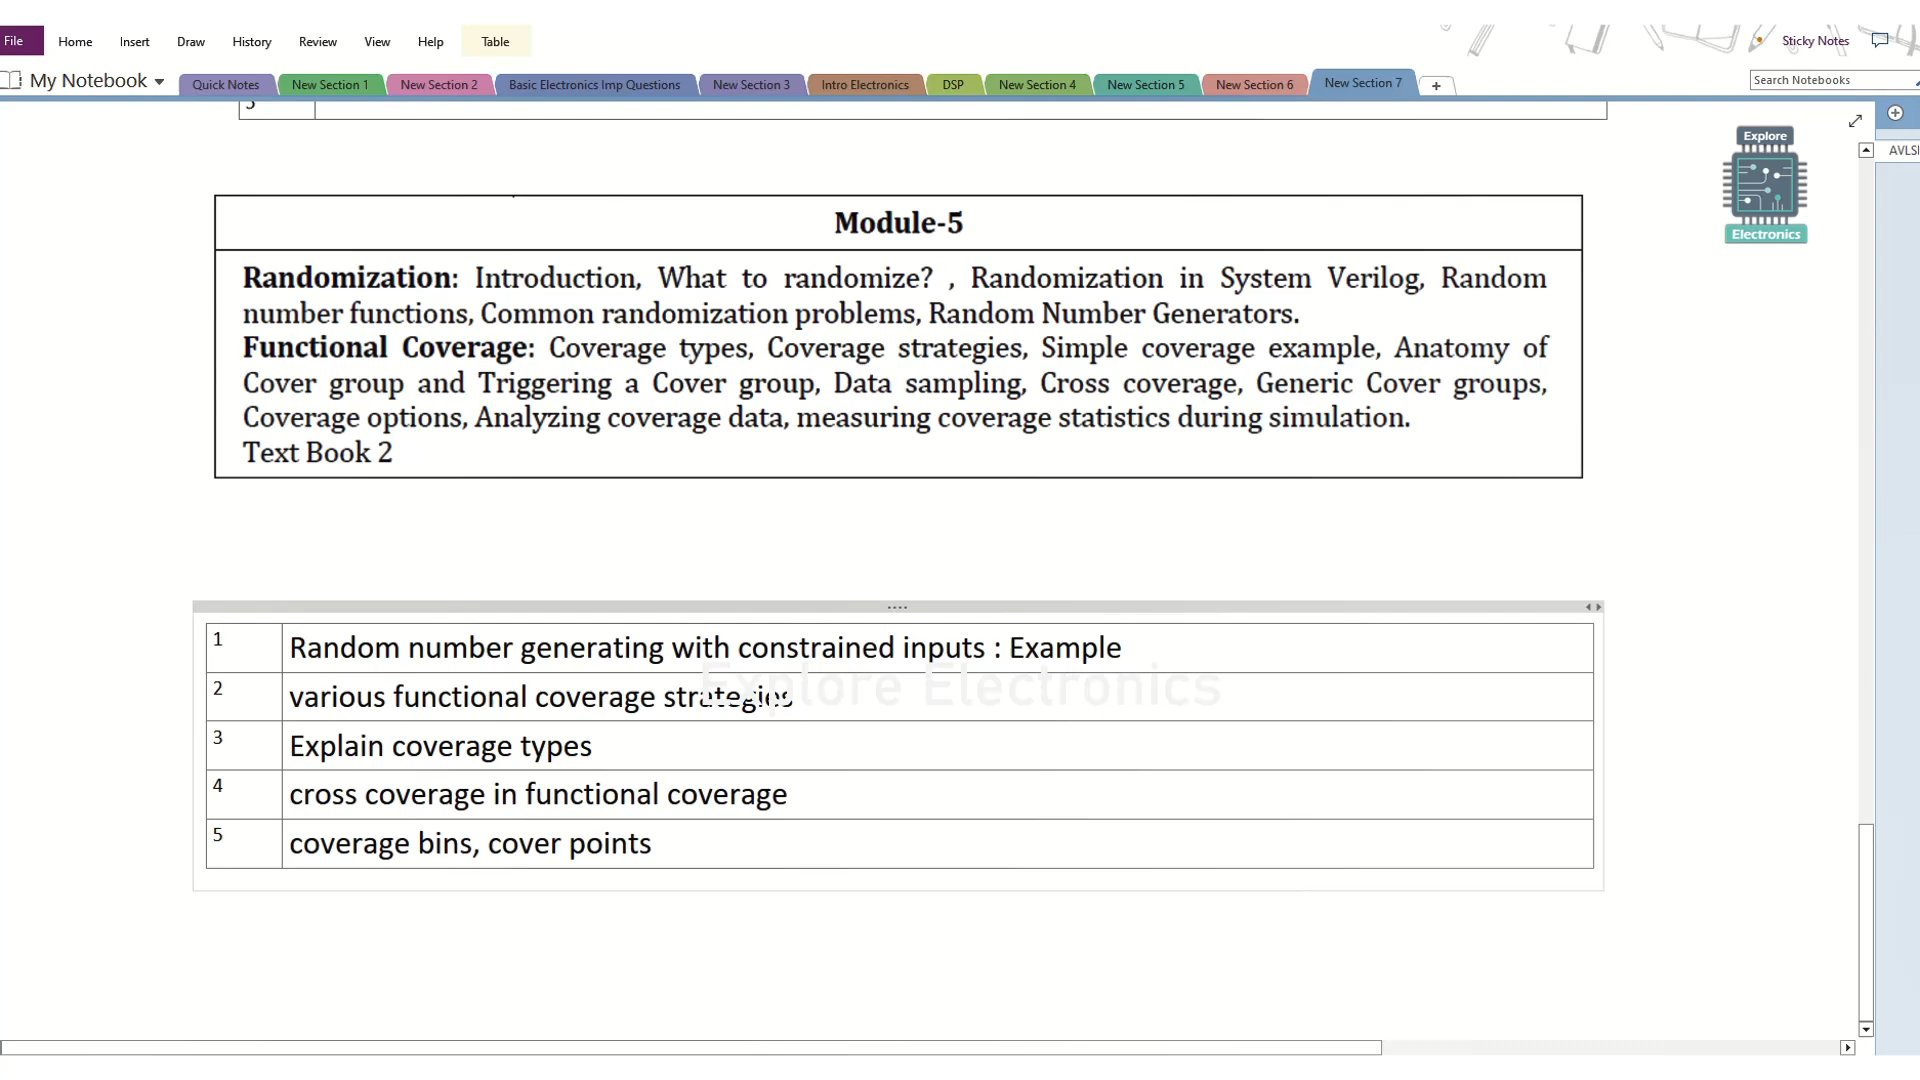 File Home Insert Draw History Review View Help Table Sticky Notes
My Notebook Quick Notes New Section 1 New Section 2 Basic Electronics Imp Questions New Section 3 Intro Electronics DSP New Section 4 New Section 5 New Section 6 New Section 7 + Search Notebooks
5
Explore
Electronics
AVLSI
Module-5
Randomization: Introduction, What to randomize? , Randomization in System Verilog, Random
number functions, Common randomization problems, Random Number Generators.
Functional Coverage: Coverage types, Coverage strategies, Simple coverage example, Anatomy of
Cover group and Triggering a Cover group, Data sampling, Cross coverage, Generic Cover groups,
Coverage options, Analyzing coverage data, measuring coverage statistics during simulation.
Text Book 2
1 Random number generating with constrained inputs : Example
Explore Electronics
2 various functional coverage strategies
3 Explain coverage types
4 cross coverage in functional coverage
5 coverage bins, cover points